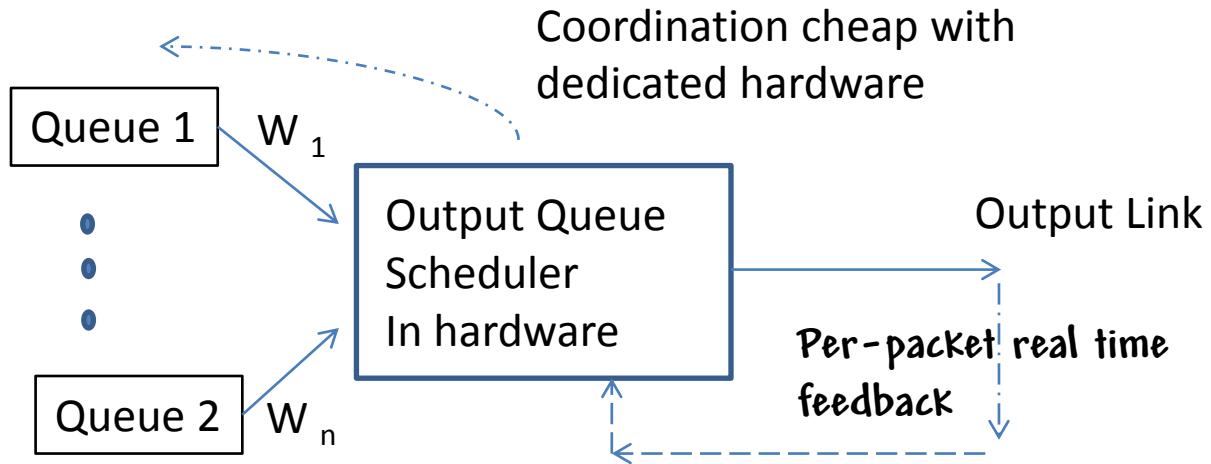 Coordination cheap with
dedicated hardware
Queue 1
W 1
Output Queue
Scheduler
In hardware
Output Link
Per-packet real time
feedback
Queue 2
W n